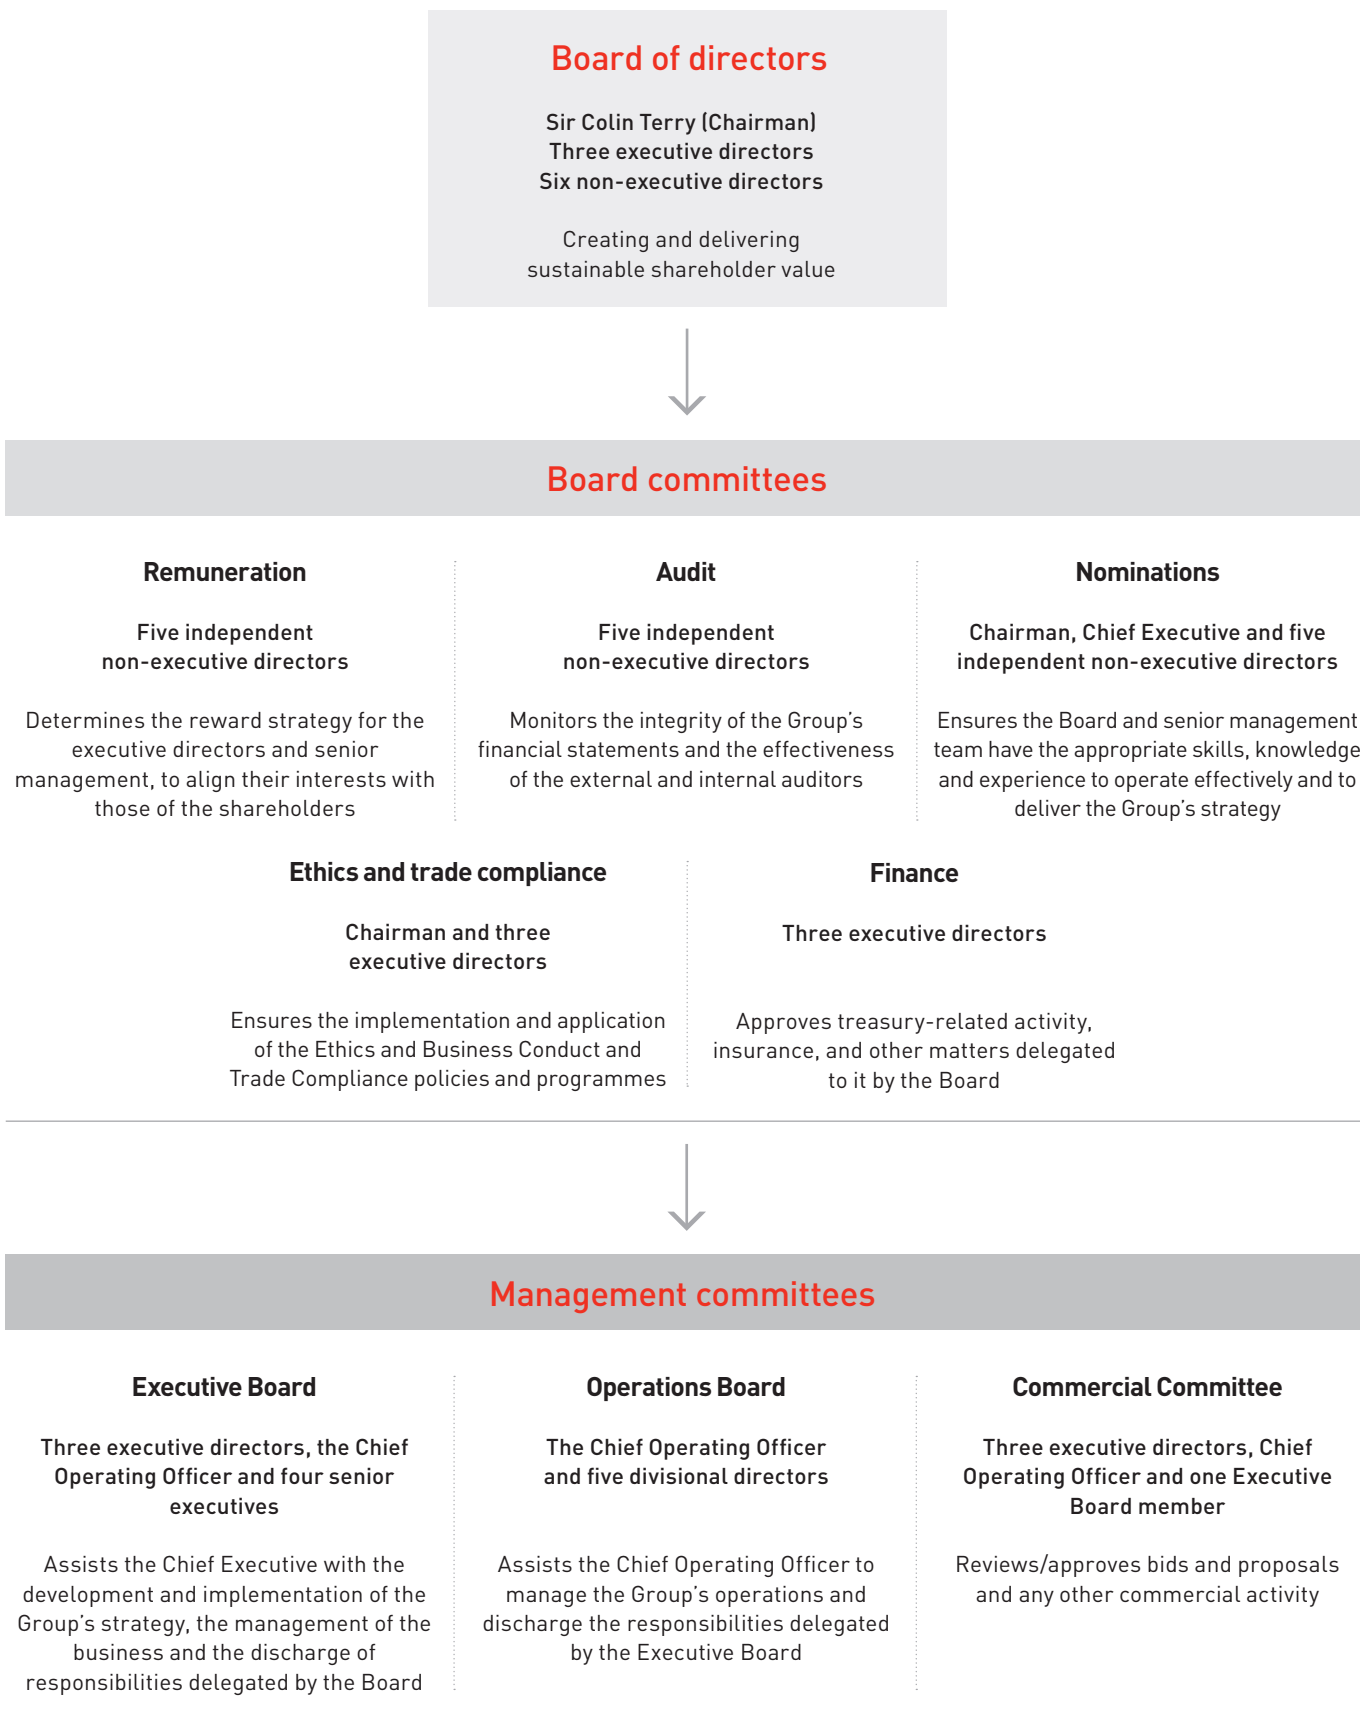 Board of directors
Sir Colin Terry (Chairman)
Three executive directors
Six non-executive directors
Creating and delivering
sustainable shareholder value
Board committees
Remuneration
Five independent
non-executive directors
Determines the reward strategy for the
executive directors and senior
management, to align their interests with
those of the shareholders
Audit
Five independent
non-executive directors
Monitors the integrity of the Group's
financial statements and the effectiveness
of the external and internal auditors
Nominations
Chairman, Chief Executive and five
independent non-executive directors
Ensures the Board and senior management
team have the appropriate skills, knowledge
and experience to operate effectively and to
deliver the Group's strategy
Ethics and trade compliance
Chairman and three
executive directors
Ensures the implementation and application
of the Ethics and Business Conduct and
Trade Compliance policies and programmes
Finance
Three executive directors
Approves treasury-related activity,
insurance, and other matters delegated
to it by the Board
Management committees
Executive Board
Three executive directors, the Chief
Operating Officer and four senior
executives
Assists the Chief Executive with the
development and implementation of the
Group's strategy, the management of the
business and the discharge of
responsibilities delegated by the Board
Operations Board
The Chief Operating Officer
and five divisional directors
Assists the Chief Operating Officer to
manage the Group's operations and
discharge the responsibilities delegated
by the Executive Board
Commercial Committee
Three executive directors, Chief
Operating Officer and one Executive
Board member
Reviews/approves bids and proposals
and any other commercial activity